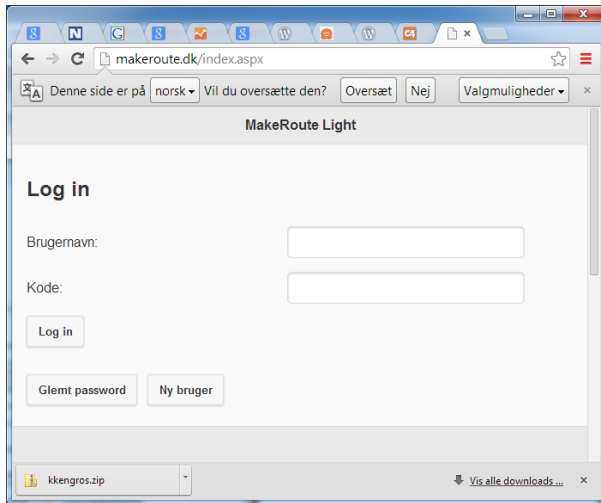 makeroute.dk/index.aspx
Denne side er på norsk Vil du oversætte den? Oversæt Nej Valgmuligheder
MakeRoute Light
Log in
Brugernavn:
Kode:
Log in
Glemt password Ny bruger
kkengros.zip Vis alle downloads ...